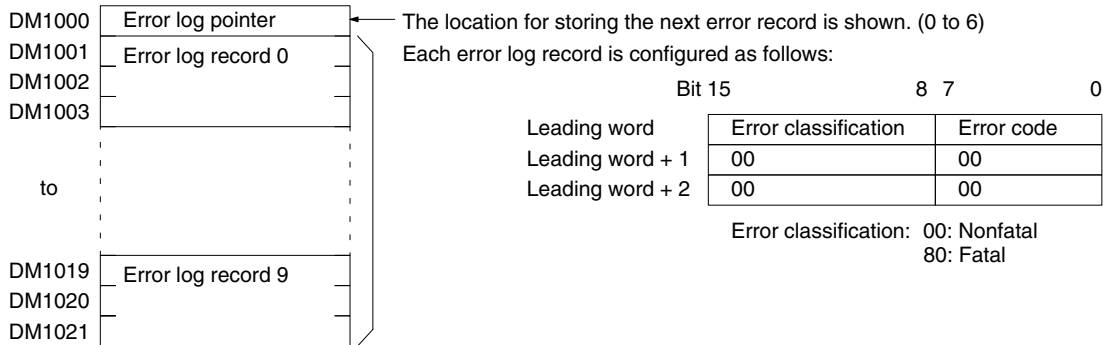 DM1000 Error log pointer The location for storing the next error record is shown. (0 to 6)
DM1001 Error log record 0 Each error log record is configured as follows:
DM1002
DM1003
Bit 15 8 7 0
Leading word Error classification Error code
Leading word + 1 00 00
to Leading word + 2 00 00
Error classification: 00: Nonfatal
80: Fatal
DM1019 Error log record 9
DM1020
DM1021